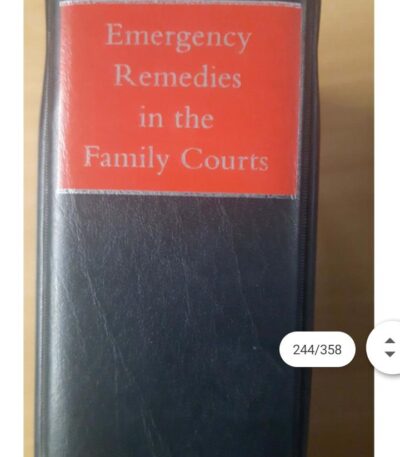 Emergency
Remedies
in the
Family Courts
244/358